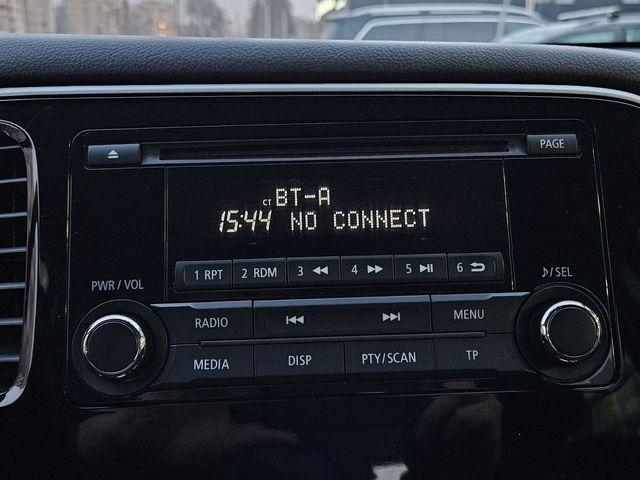 PAGE
CT BT-A
15:44 NO CONNECT
1 RPT 2 RDM 3 4 5 6
PWR/VOL
♪/SEL
RADIO MENU
MEDIA DISP PTY/SCAN TP